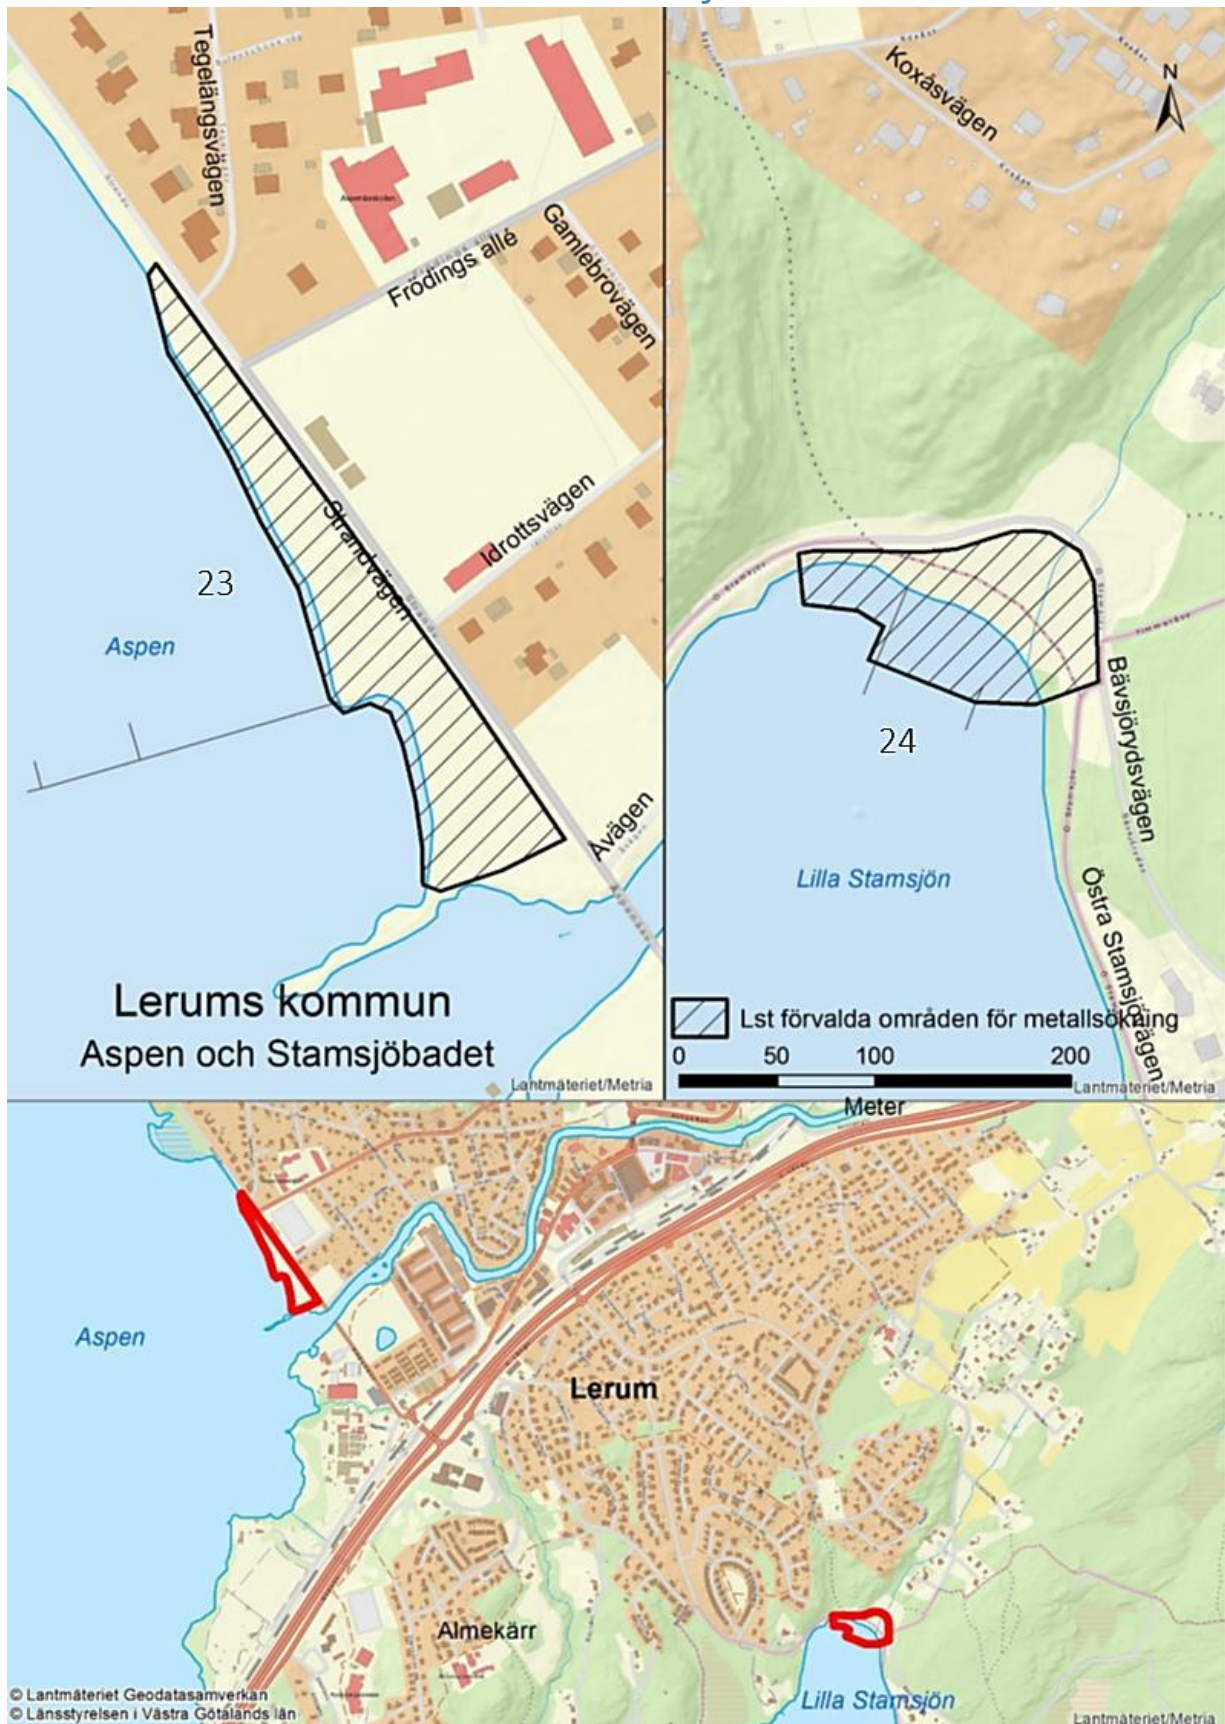 Tegelängsvägen
Frödings allé
Gamlebrovägen
Idrottsvägen
Strandvägen
Åvägen
23
Aspen
Lerums kommun
Aspen och Stamsjöbadet
Lantmäteriet/Metria
Koxåsvägen
N
Bävsjörydsvägen
24
Lilla Stamsjön
Östra Stamsjövägen
Lst förvalda områden för metallsökning
0 50 100 200
Meter
Lantmäteriet/Metria
Aspen
Lerum
Almekärr
Lilla Stamsjön
© Lantmäteriet Geodatasamverkan
© Länsstyrelsen i Västra Götalands län
Lantmäteriet/Metria